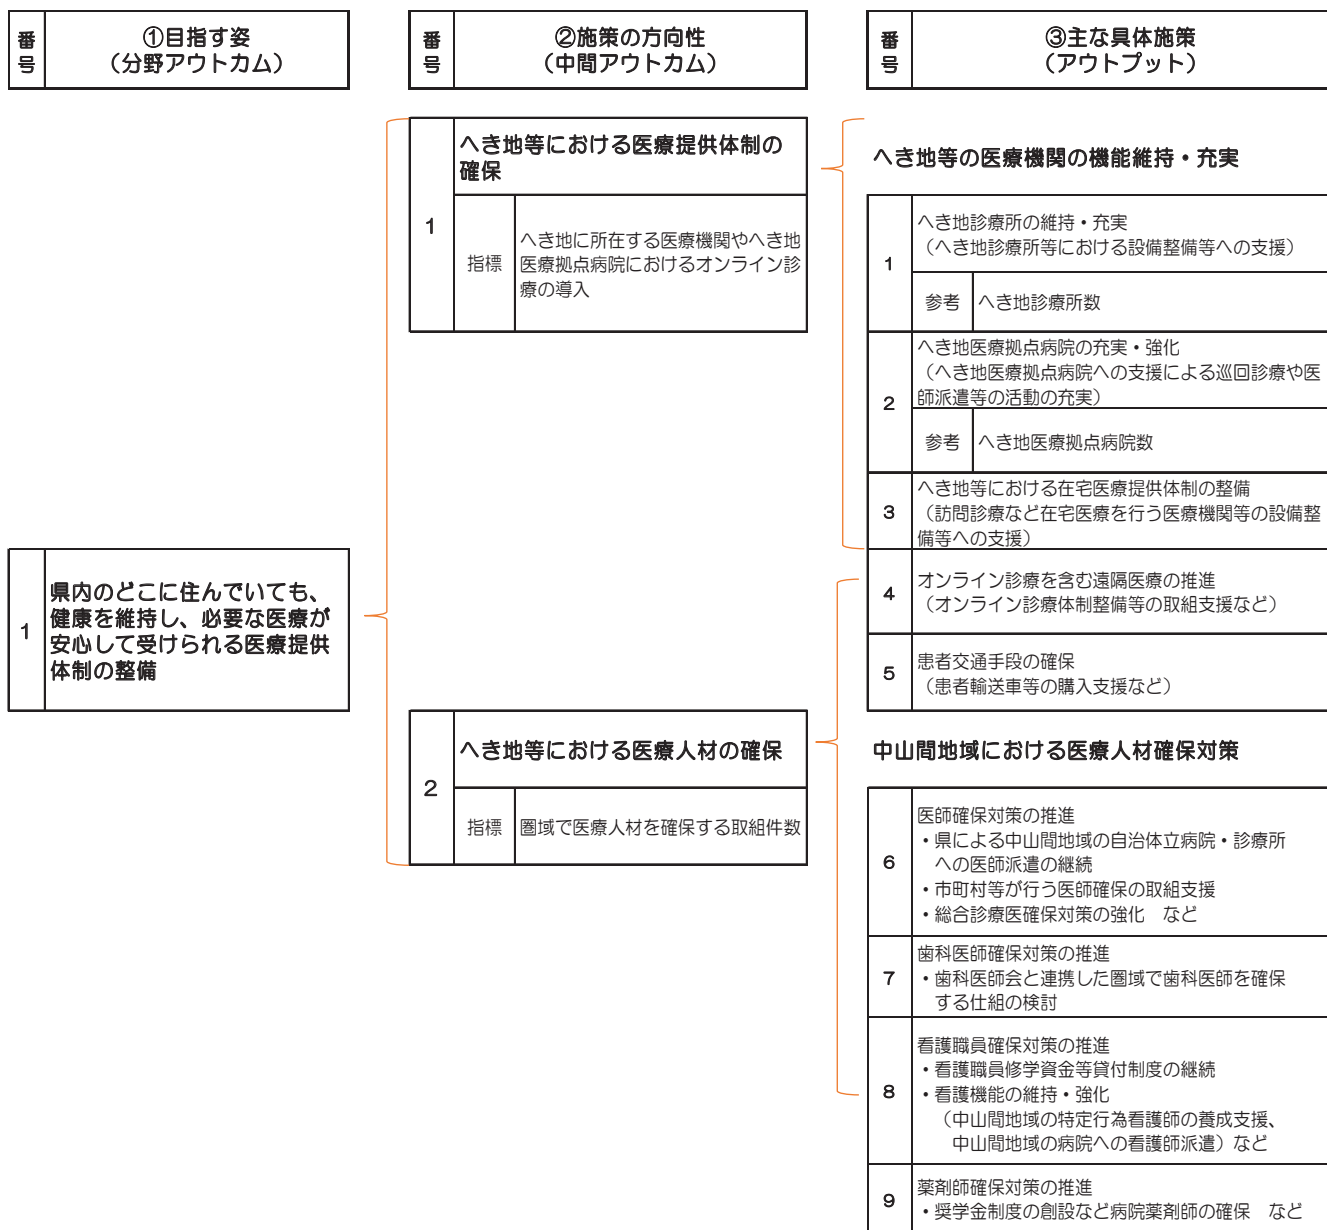 番号
①目指す姿
（分野アウトカム）
番号
②施策の方向性
（中間アウトカム）
番号
③主な具体施策
（アウトプット）
1
県内のどこに住んでいても、
健康を維持し、必要な医療が
安心して受けられる医療提供
体制の整備
1
へき地等における医療提供体制の
確保
指標
へき地に所在する医療機関やへき地
医療拠点病院におけるオンライン診
療の導入
2
へき地等における医療人材の確保
指標
圏域で医療人材を確保する取組件数
へき地等の医療機関の機能維持・充実
1
へき地診療所の維持・充実
（へき地診療所等における設備整備等への支援）
参考
へき地診療所数
2
へき地医療拠点病院の充実・強化
（へき地医療拠点病院への支援による巡回診療や医
師派遣等の活動の充実）
参考
へき地医療拠点病院数
3
へき地等における在宅医療提供体制の整備
（訪問診療など在宅医療を行う医療機関等の設備整
備等への支援）
4
オンライン診療を含む遠隔医療の推進
（オンライン診療体制整備等の取組支援など）
5
患者交通手段の確保
（患者輸送車等の購入支援など）
中山間地域における医療人材確保対策
6
医師確保対策の推進
・県による中山間地域の自治体立病院・診療所
への医師派遣の継続
・市町村等が行う医師確保の取組支援
・総合診療医確保対策の強化　など
7
歯科医師確保対策の推進
・歯科医師会と連携した圏域で歯科医師を確保
する仕組の検討
8
看護職員確保対策の推進
・看護職員修学資金等貸付制度の継続
・看護機能の維持・強化
（中山間地域の特定行為看護師の養成支援、
中山間地域の病院への看護師派遣）など
9
薬剤師確保対策の推進
・奨学金制度の創設など病院薬剤師の確保　など